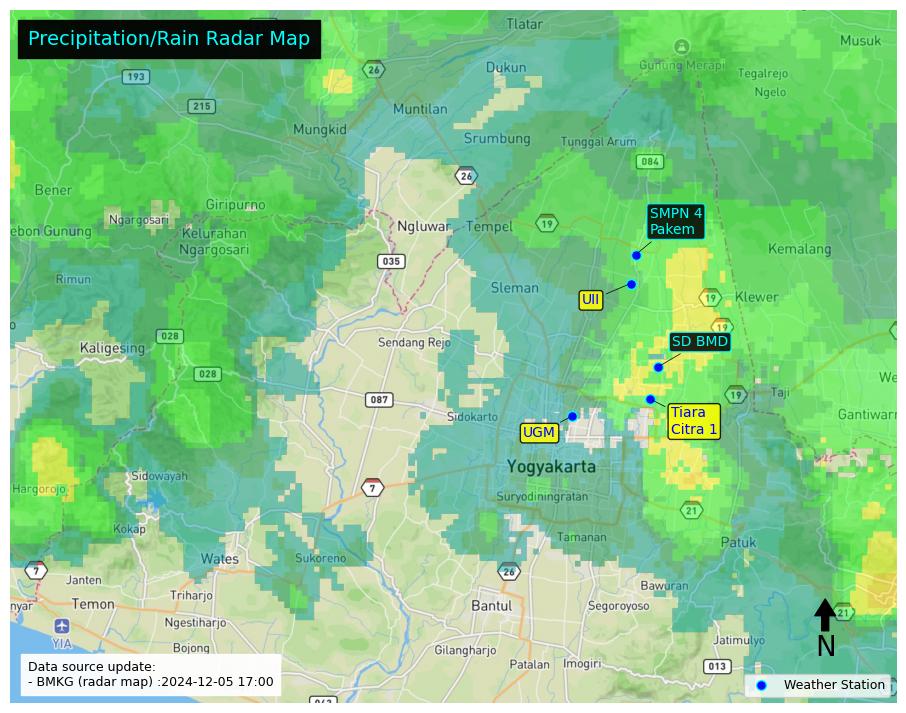 Precipitation/Rain Radar Map
Tlatar
Musuk
26
193
Dukun
Gunung Merapi
Tegalrejo
Ngelo
215
Muntilan
Mungkid
Srumbung
Tunggal Arum
084
26
Bener
Giripurno
Ngargosari
ebon Gunung
Kelurahan
Ngargosari
Ngluwar
Tempel
19
SMPN 4
Pakem
Kemalang
035
Rimun
Sleman
UII
19
Klewer
19
028
Kaligesing
Sendang Rejo
SD BMD
028
087
19
Taji
We
Sidokarto
UGM
Tiara
Citra 1
Gantiwar
Yogyakarta
Hargorojo
Sidowayah
7
Suryodiningratan
21
Kokap
Tamanan
Patuk
Wates
Sukoreno
7
26
Janten
Bawuran
nyar
Temon
Triharjo
Bantul
Segoroyoso
21
Ngestiharjo
N
YIA
Bojong
Gilangharjo
Jatimulyo
Patalan
Imogiri
013
Data source update:
- BMKG (radar map) :2024-12-05 17:00
Weather Station